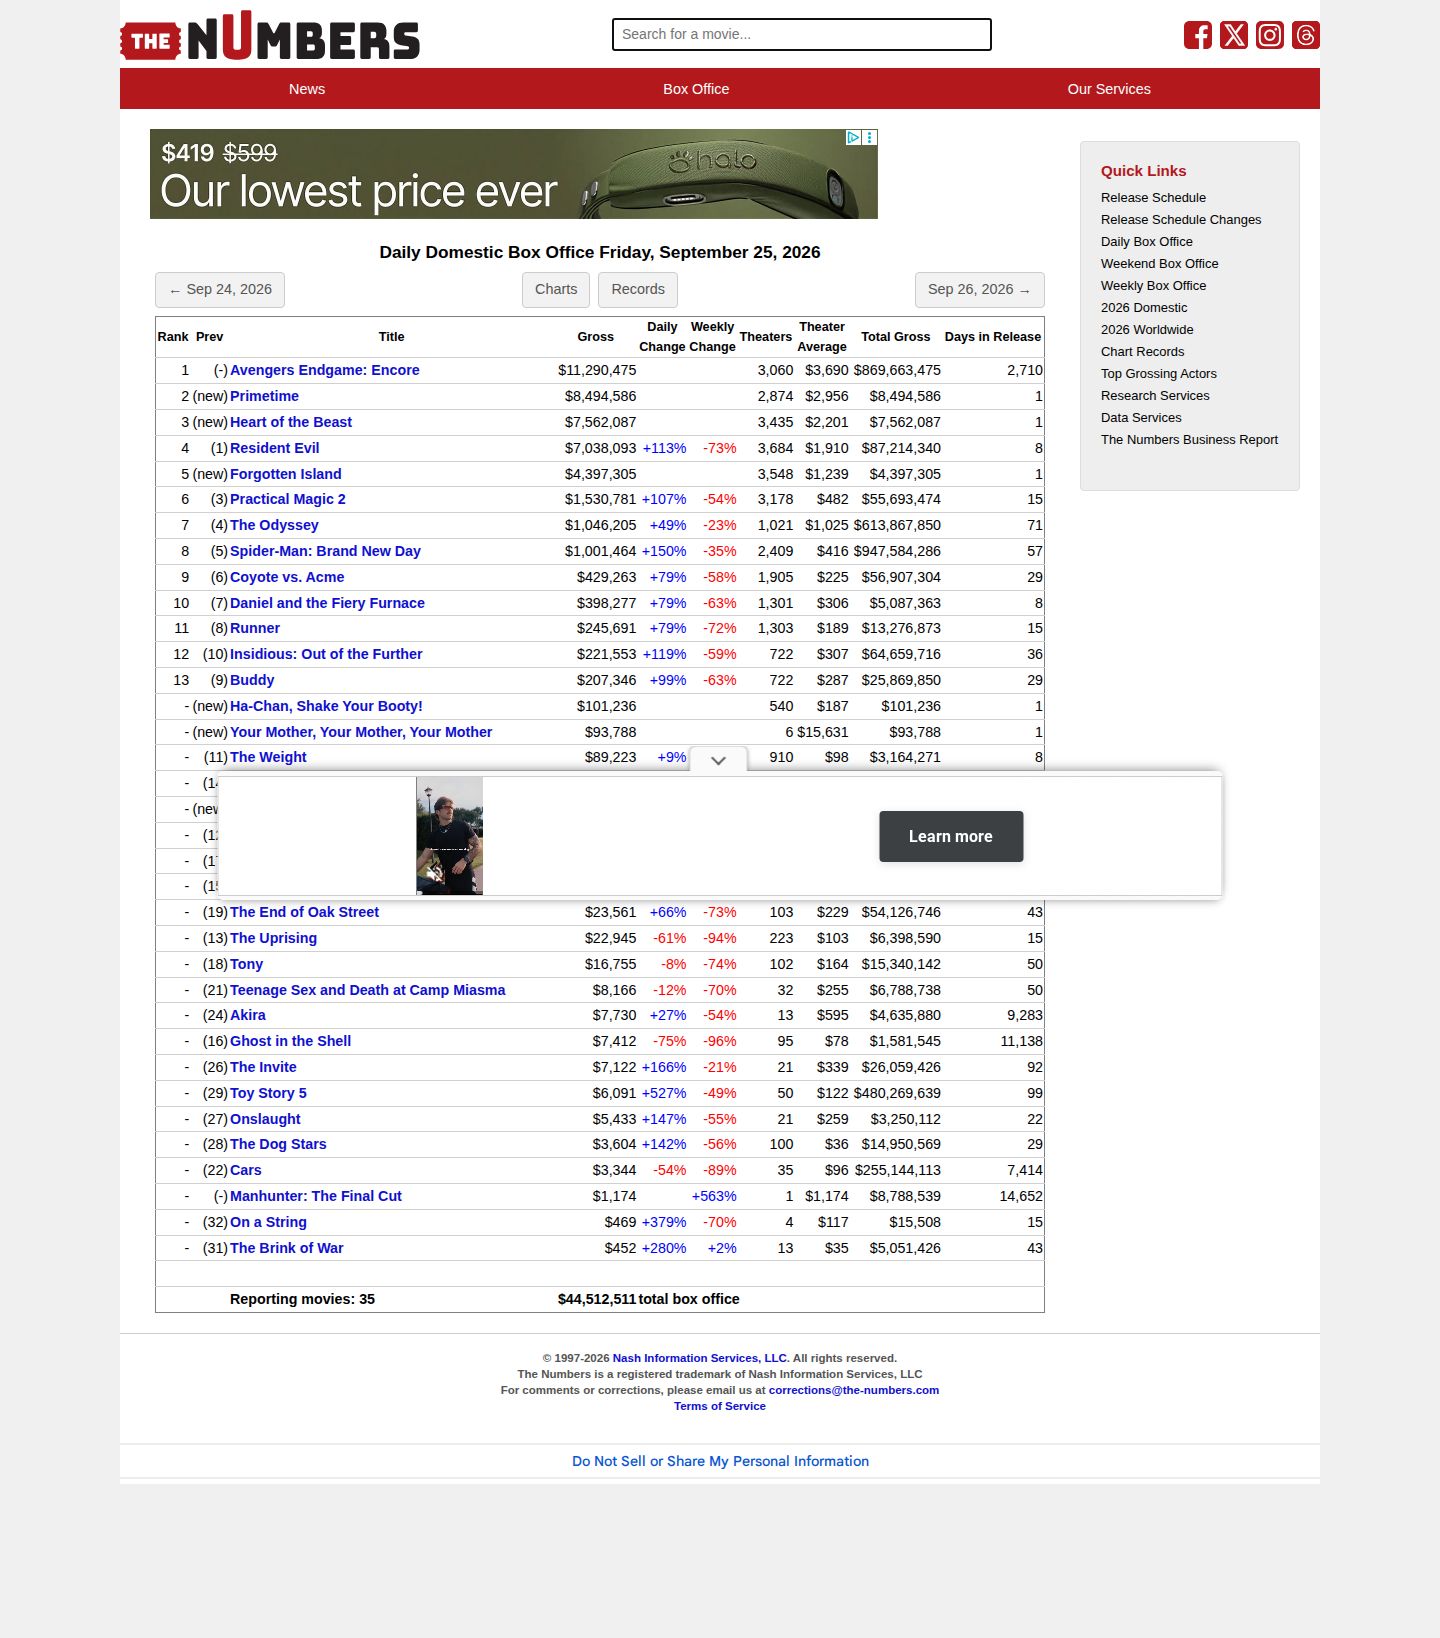 THE NUMBERS
Search for a movie...
News Box Office Our Services
$419 $599
Our lowest price ever
halo
Quick Links
Release Schedule
Release Schedule Changes
Daily Box Office
Weekend Box Office
Weekly Box Office
2026 Domestic
2026 Worldwide
Chart Records
Top Grossing Actors
Research Services
Data Services
The Numbers Business Report
Daily Domestic Box Office Friday, September 25, 2026
← Sep 24, 2026 Charts Records Sep 26, 2026 →
Rank Prev Title Gross Daily Change Weekly Change Theaters Theater Average Total Gross Days in Release
1 (-) Avengers Endgame: Encore $11,290,475 3,060 $3,690 $869,663,475 2,710
2 (new) Primetime $8,494,586 2,874 $2,956 $8,494,586 1
3 (new) Heart of the Beast $7,562,087 3,435 $2,201 $7,562,087 1
4 (1) Resident Evil $7,038,093 +113% -73% 3,684 $1,910 $87,214,340 8
5 (new) Forgotten Island $4,397,305 3,548 $1,239 $4,397,305 1
6 (3) Practical Magic 2 $1,530,781 +107% -54% 3,178 $482 $55,693,474 15
7 (4) The Odyssey $1,046,205 +49% -23% 1,021 $1,025 $613,867,850 71
8 (5) Spider-Man: Brand New Day $1,001,464 +150% -35% 2,409 $416 $947,584,286 57
9 (6) Coyote vs. Acme $429,263 +79% -58% 1,905 $225 $56,907,304 29
10 (7) Daniel and the Fiery Furnace $398,277 +79% -63% 1,301 $306 $5,087,363 8
11 (8) Runner $245,691 +79% -72% 1,303 $189 $13,276,873 15
12 (10) Insidious: Out of the Further $221,553 +119% -59% 722 $307 $64,659,716 36
13 (9) Buddy $207,346 +99% -63% 722 $287 $25,869,850 29
- (new) Ha-Chan, Shake Your Booty! $101,236 540 $187 $101,236 1
- (new) Your Mother, Your Mother, Your Mother $93,788 6 $15,631 $93,788 1
- (11) The Weight $89,223 +9% 910 $98 $3,164,271 8
-
-
-
-
-
Learn more
- (19) The End of Oak Street $23,561 +66% -73% 103 $229 $54,126,746 43
- (13) The Uprising $22,945 -61% -94% 223 $103 $6,398,590 15
- (18) Tony $16,755 -8% -74% 102 $164 $15,340,142 50
- (21) Teenage Sex and Death at Camp Miasma $8,166 -12% -70% 32 $255 $6,788,738 50
- (24) Akira $7,730 +27% -54% 13 $595 $4,635,880 9,283
- (16) Ghost in the Shell $7,412 -75% -96% 95 $78 $1,581,545 11,138
- (26) The Invite $7,122 +166% -21% 21 $339 $26,059,426 92
- (29) Toy Story 5 $6,091 +527% -49% 50 $122 $480,269,639 99
- (27) Onslaught $5,433 +147% -55% 21 $259 $3,250,112 22
- (28) The Dog Stars $3,604 +142% -56% 100 $36 $14,950,569 29
- (22) Cars $3,344 -54% -89% 35 $96 $255,144,113 7,414
- (-) Manhunter: The Final Cut $1,174 +563% 1 $1,174 $8,788,539 14,652
- (32) On a String $469 +379% -70% 4 $117 $15,508 15
- (31) The Brink of War $452 +280% +2% 13 $35 $5,051,426 43
Reporting movies: 35 $44,512,511 total box office
© 1997-2026 Nash Information Services, LLC. All rights reserved.
The Numbers is a registered trademark of Nash Information Services, LLC
For comments or corrections, please email us at corrections@the-numbers.com
Terms of Service
Do Not Sell or Share My Personal Information